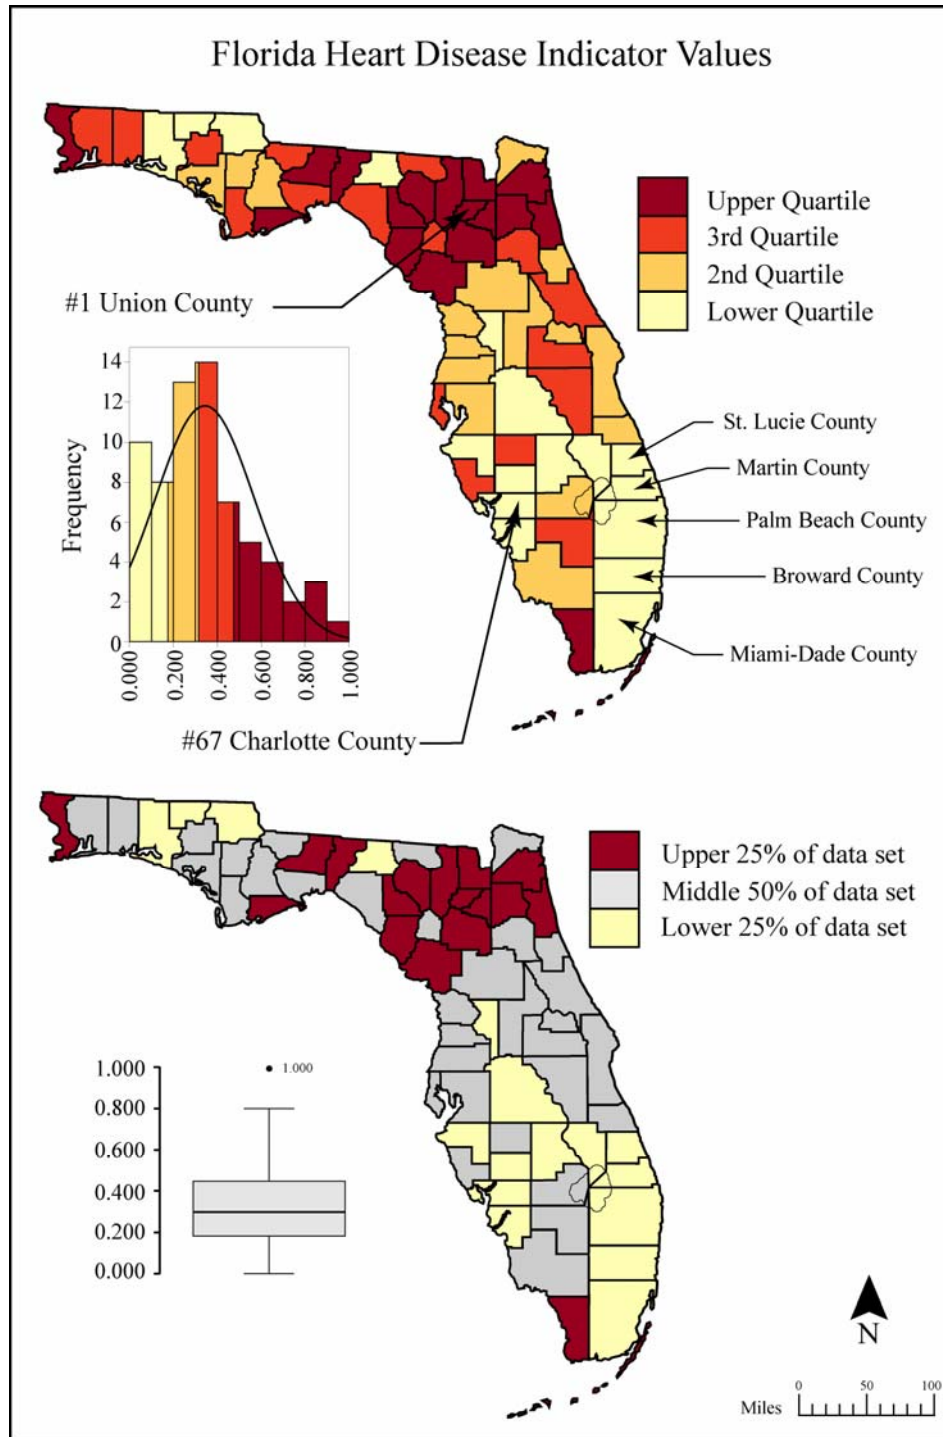 Florida Heart Disease Indicator Values
Upper Quartile
3rd Quartile
2nd Quartile
Lower Quartile
#1 Union County
14
12
10
8
6
4
2
0
Frequency
0.000
0.200
0.400
0.600
0.800
1.000
St. Lucie County
Martin County
Palm Beach County
Broward County
Miami-Dade County
#67 Charlotte County
Upper 25% of data set
Middle 50% of data set
Lower 25% of data set
1.000
0.800
0.600
0.400
0.200
0.000
1.000
N
Miles
0 50 100